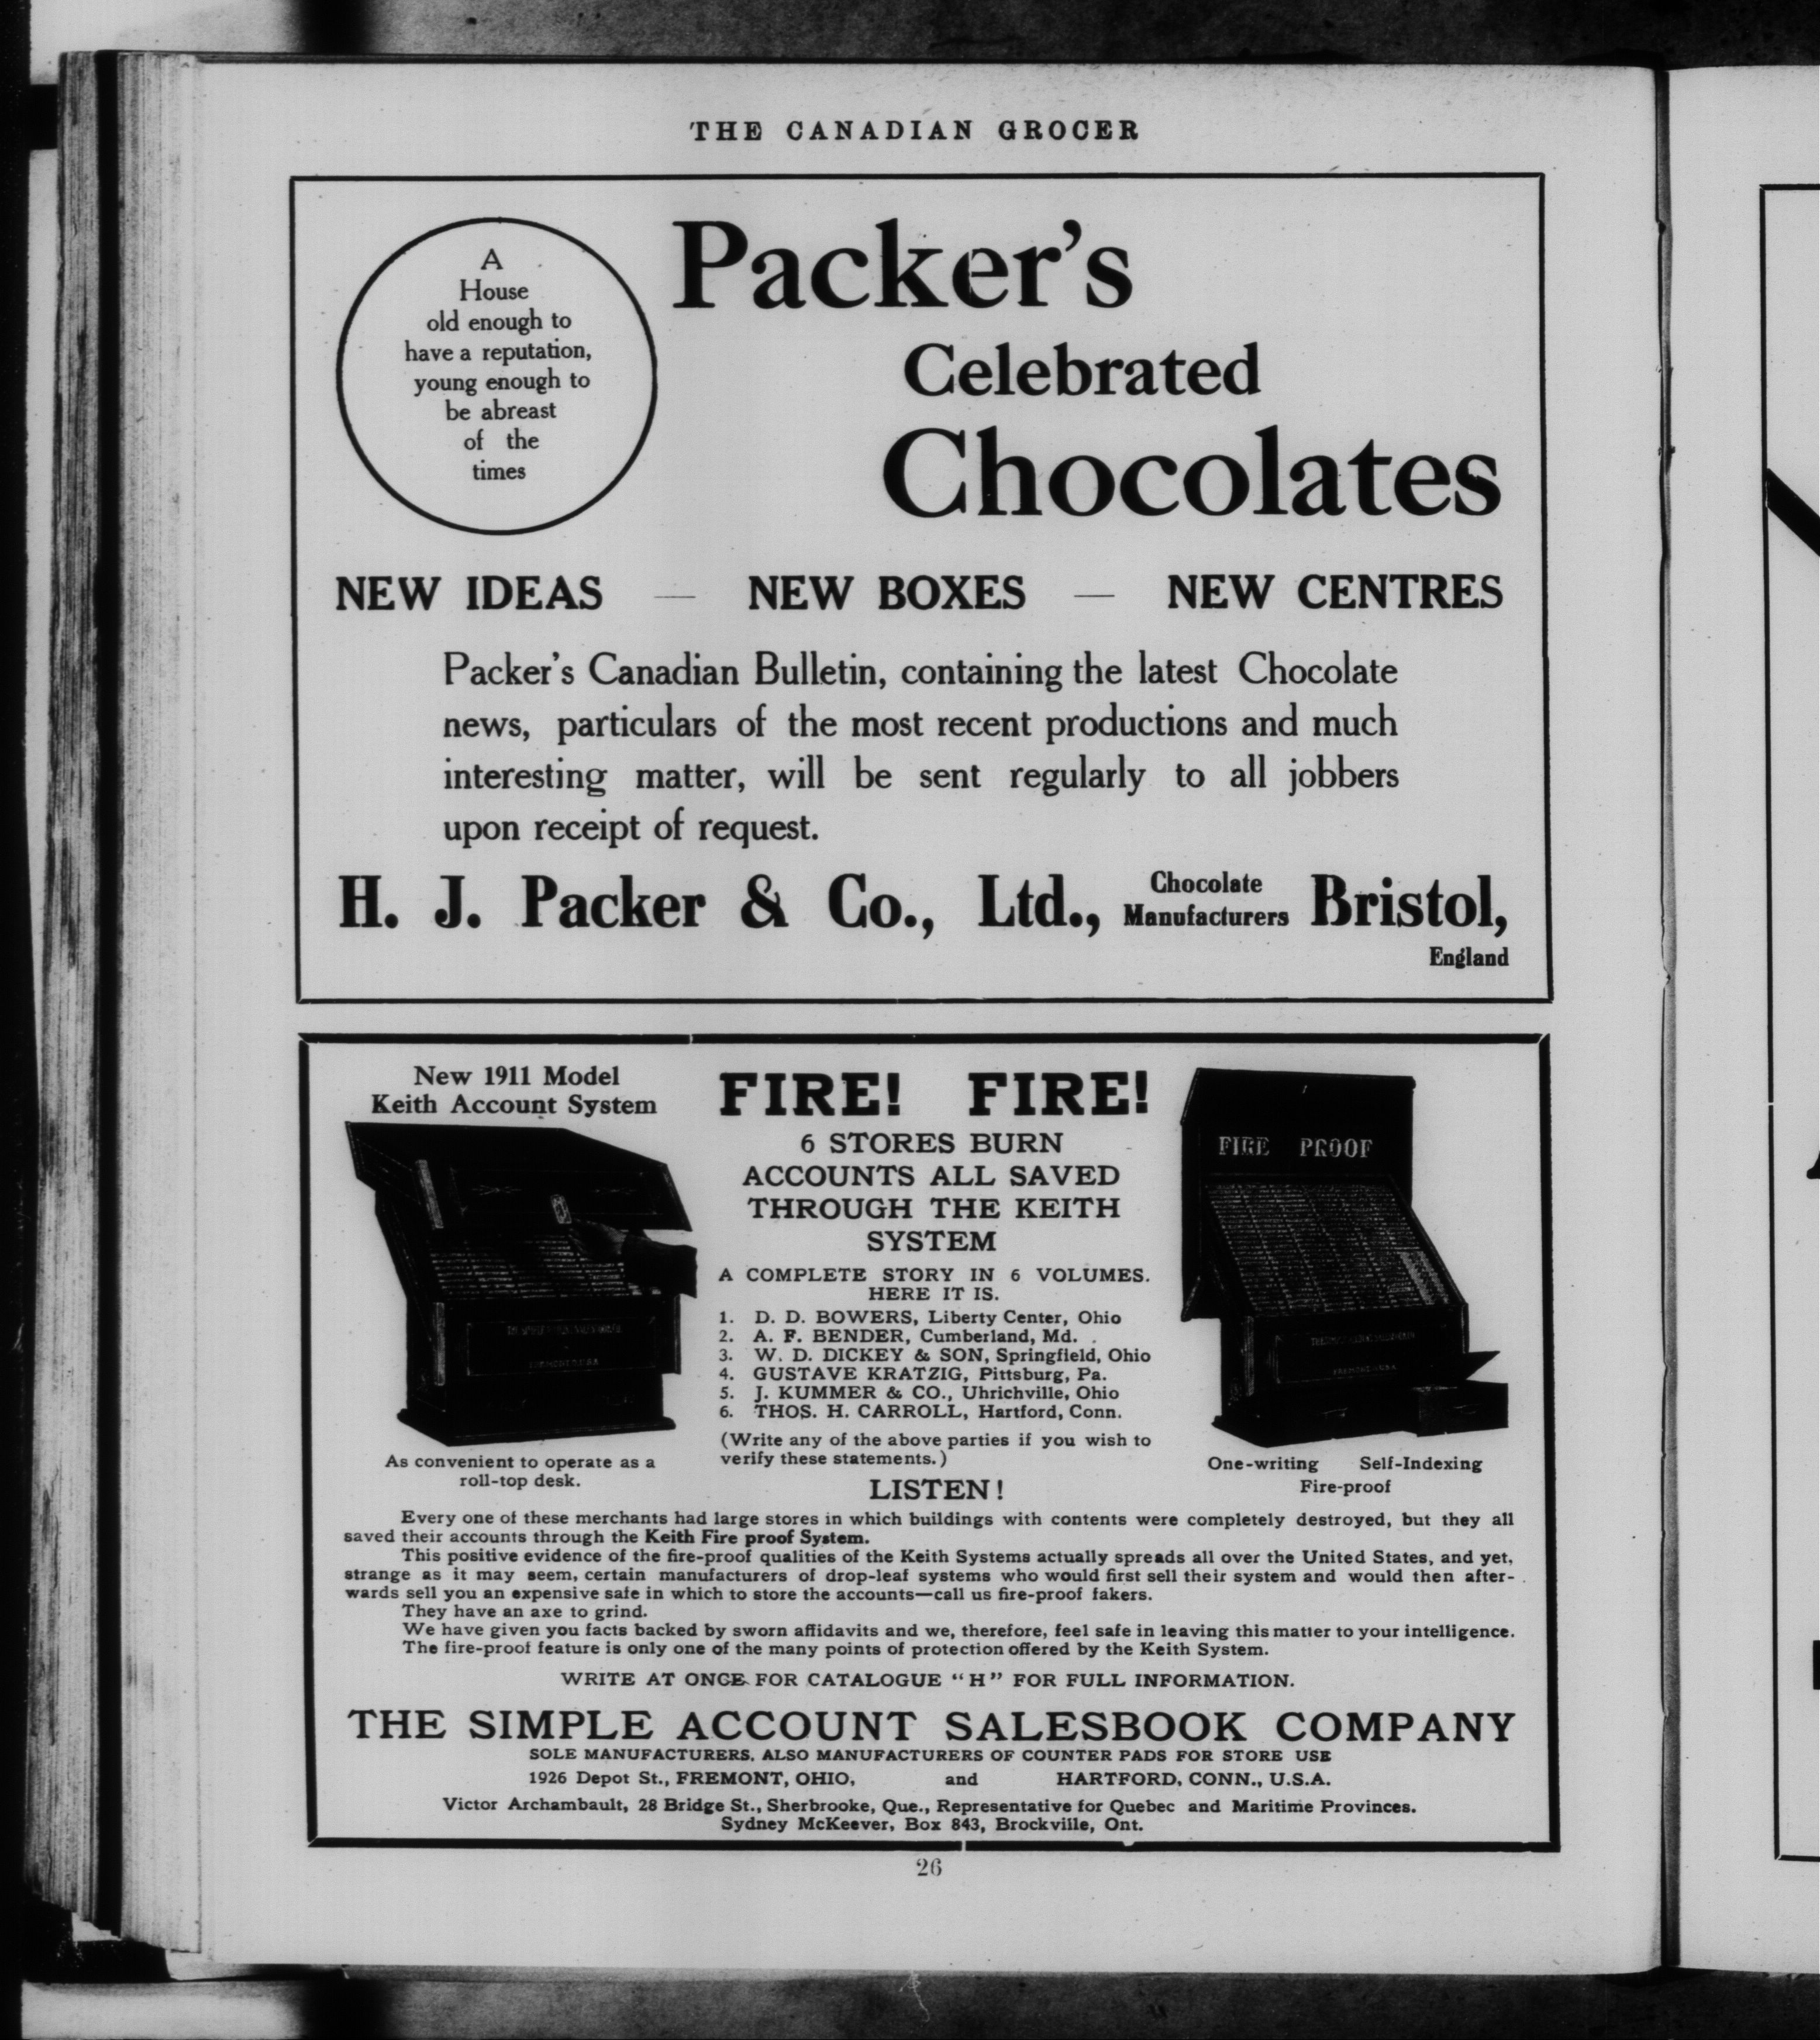 THE CANADIAN GROCER
A
House
old enough to
have a reputation,
young enough to
be abreast
of the
times
Packer's
Celebrated
Chocolates
NEW IDEAS — NEW BOXES — NEW CENTRES
Packer's Canadian Bulletin, containing the latest Chocolate
news, particulars of the most recent productions and much
interesting matter, will be sent regularly to all jobbers
upon receipt of request.
H. J. Packer & Co., Ltd., Chocolate Manufacturers Bristol,
England
New 1911 Model
Keith Account System
As convenient to operate as a
roll-top desk.
FIRE! FIRE!
6 STORES BURN
ACCOUNTS ALL SAVED
THROUGH THE KEITH
SYSTEM
A COMPLETE STORY IN 6 VOLUMES.
HERE IT IS.
1. D. D. BOWERS, Liberty Center, Ohio
2. A. F. BENDER, Cumberland, Md.
3. W. D. DICKEY & SON, Springfield, Ohio
4. GUSTAVE KRATZIG, Pittsburg, Pa.
5. J. KUMMER & CO., Uhrichville, Ohio
6. THOS. H. CARROLL, Hartford, Conn.
(Write any of the above parties if you wish to
verify these statements.)
LISTEN!
FIRE PROOF
FREMONT O. U.S.A.
One-writing Self-Indexing
Fire-proof
Every one of these merchants had large stores in which buildings with contents were completely destroyed, but they all
saved their accounts through the Keith Fire proof System.
This positive evidence of the fire-proof qualities of the Keith Systems actually spreads all over the United States, and yet,
strange as it may seem, certain manufacturers of drop-leaf systems who would first sell their system and would then after-
wards sell you an expensive safe in which to store the accounts—call us fire-proof fakers.
They have an axe to grind.
We have given you facts backed by sworn affidavits and we, therefore, feel safe in leaving this matter to your intelligence.
The fire-proof feature is only one of the many points of protection offered by the Keith System.
WRITE AT ONCE FOR CATALOGUE "H" FOR FULL INFORMATION.
THE SIMPLE ACCOUNT SALESBOOK COMPANY
SOLE MANUFACTURERS, ALSO MANUFACTURERS OF COUNTER PADS FOR STORE USE
1926 Depot St., FREMONT, OHIO, and HARTFORD, CONN., U.S.A.
Victor Archambault, 28 Bridge St., Sherbrooke, Que., Representative for Quebec and Maritime Provinces.
Sydney McKeever, Box 843, Brockville, Ont.
26